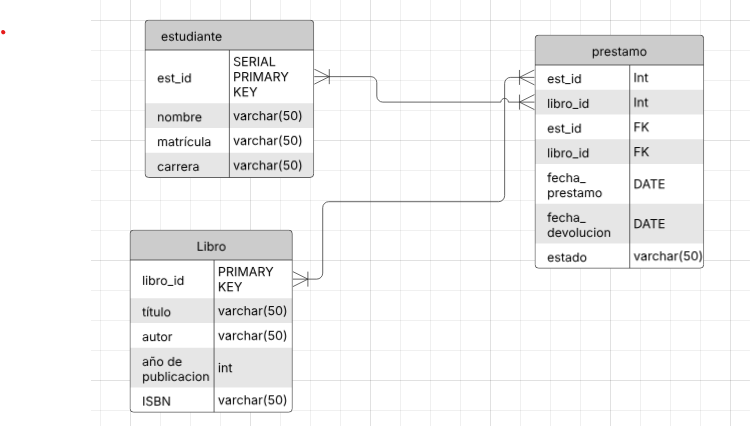 estudiante
est_id
SERIAL
PRIMARY
KEY
nombre varchar(50)
matrícula varchar(50)
carrera varchar(50)
prestamo
est_id Int
libro_id Int
est_id FK
libro_id FK
fecha_
prestamo
DATE
fecha_
devolucion
DATE
estado varchar(50)
Libro
libro_id
PRIMARY
KEY
título varchar(50)
autor varchar(50)
año de
publicacion
int
ISBN varchar(50)